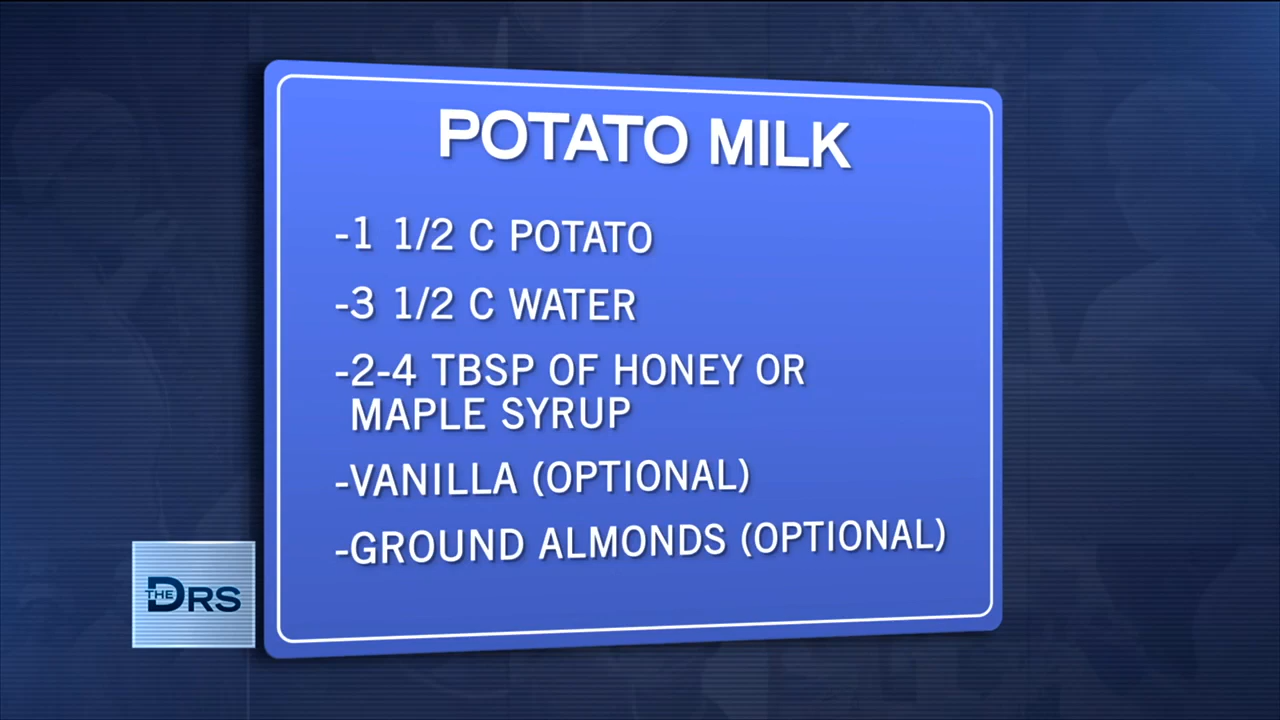 POTATO MILK
-1 1/2 C POTATO
-3 1/2 C WATER
-2-4 TBSP OF HONEY OR
MAPLE SYRUP
-VANILLA (OPTIONAL)
-GROUND ALMONDS (OPTIONAL)
THE DRS